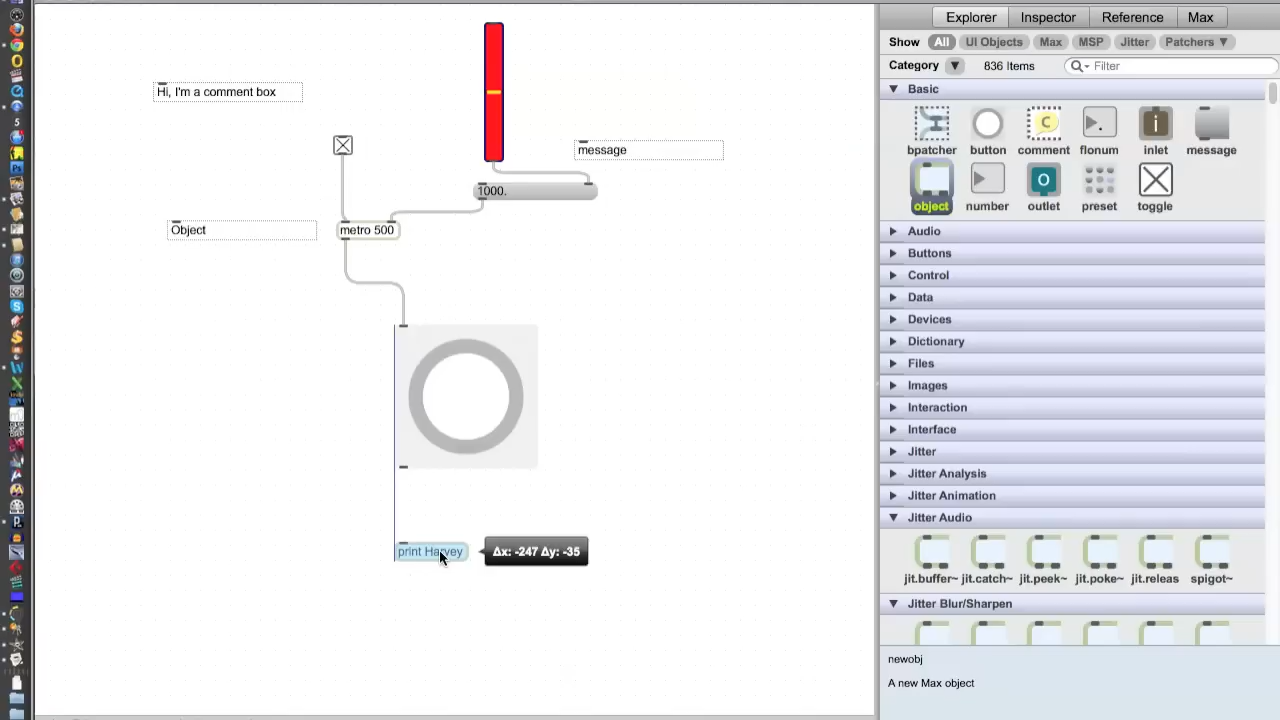 Explorer
Inspector
Reference
Max
Show
All
UI Objects
Max
MSP
Jitter
Patchers ▼
Category
836 Items
Filter
Basic
bpatcher
button
comment
flonum
inlet
message
object
number
outlet
preset
toggle
Audio
Buttons
Control
Data
Devices
Dictionary
Files
Images
Interaction
Interface
Jitter
Jitter Analysis
Jitter Animation
Jitter Audio
jit.buffer~
jit.catch~
jit.peek~
jit.poke~
jit.releas
spigot~
Jitter Blur/Sharpen
newobj
A new Max object
Hi, I'm a comment box
message
1000.
Object
metro 500
print Harvey
Δx: -247 Δy: -35